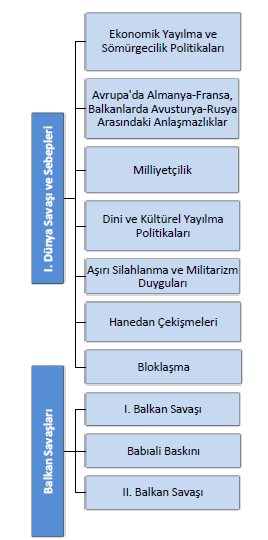 I. Dünya Savaşı ve Sebepleri
Ekonomik Yayılma ve
Sömürgecilik Politikaları
Avrupa'da Almanya-Fransa,
Balkanlarda Avusturya-Rusya
Arasındaki Anlaşmazlıklar
Milliyetçilik
Dini ve Kültürel Yayılma
Politikaları
Aşırı Silahlanma ve Militarizm
Duyguları
Hanedan Çekişmeleri
Bloklaşma
Balkan Savaşları
I. Balkan Savaşı
Babıali Baskını
II. Balkan Savaşı